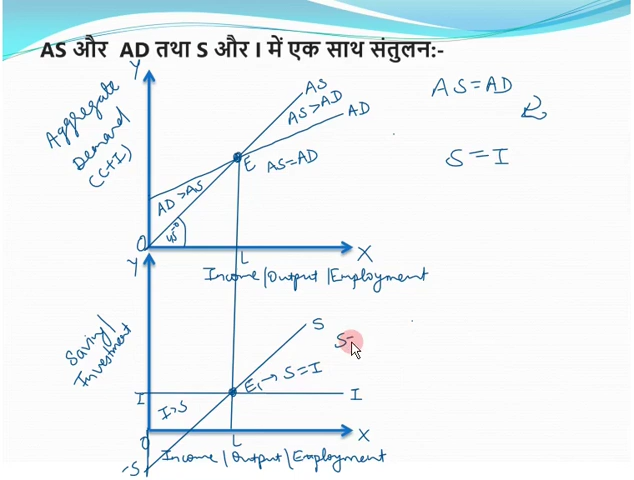 AS और AD तथा S और I में एक साथ संतुलन:-
Y
AS
AS>AD
AD
AS=AD
S=I
Aggregate
Demand
(C+I)
E
AS=AD
AD>AS
45°
O
L
X
Y
Income/Output/Employment
Saving/
Investment
S
S=
E₁→S=I
I
I
I>S
O
L
X
-S
Income/Output/Employment